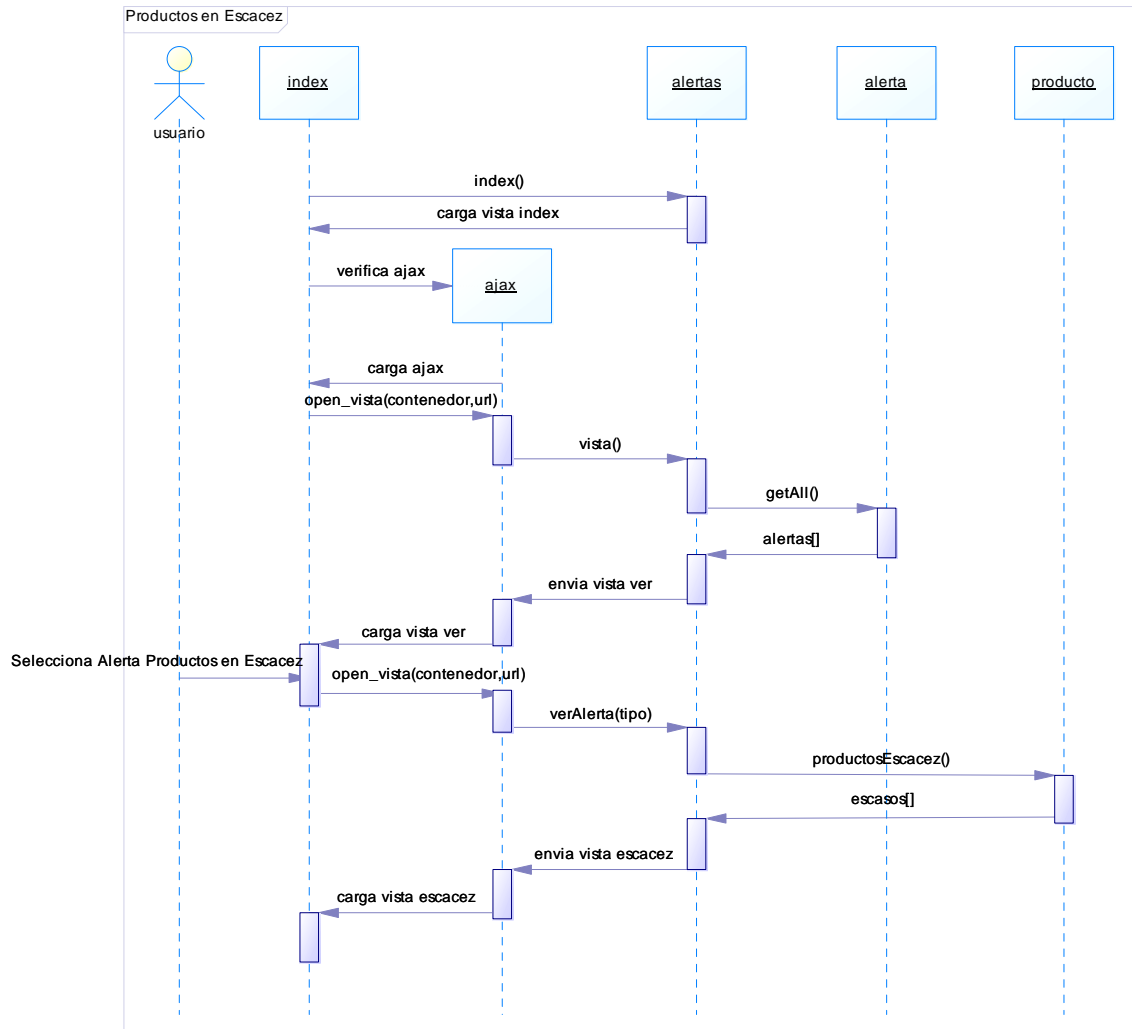 Productos en Escacez
index
alertas
alerta
producto
usuario
index()
carga vista index
verifica ajax
ajax
carga ajax
open_vista(contenedor,url)
vista()
getAll()
alertas[]
envia vista ver
carga vista ver
Selecciona Alerta Productos en Escacez
open_vista(contenedor,url)
verAlerta(tipo)
productosEscacez()
escasos[]
envia vista escacez
carga vista escacez